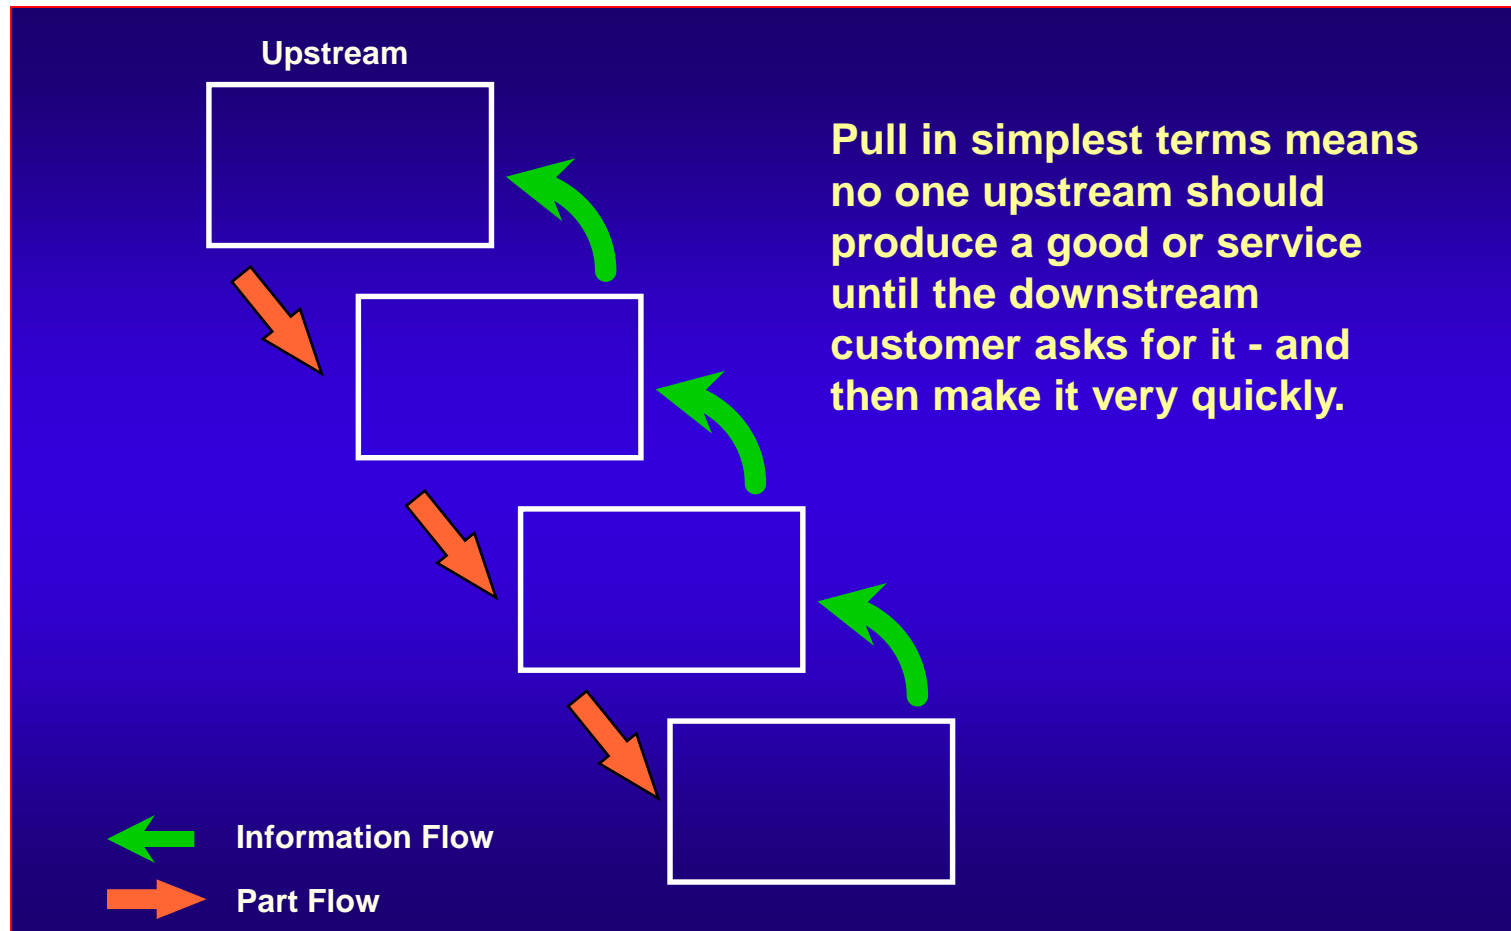 Upstream
Pull in simplest terms means
no one upstream should
produce a good or service
until the downstream
customer asks for it - and
then make it very quickly.
Information Flow
Part Flow